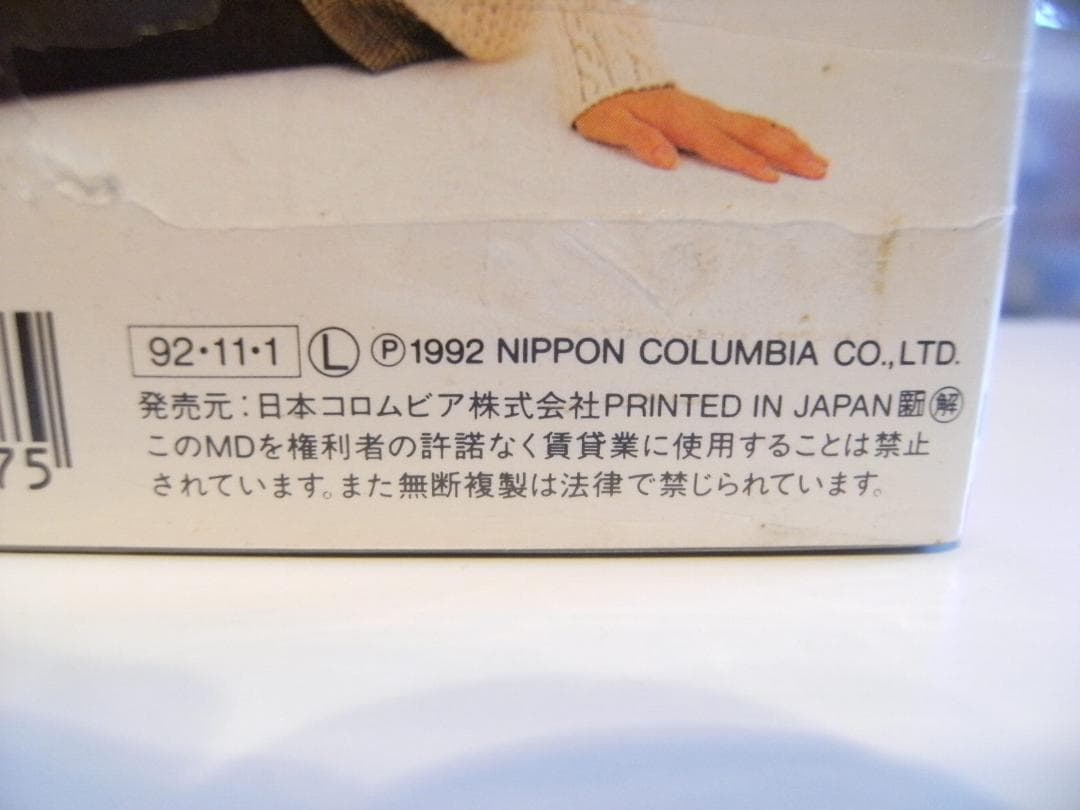 92・11・1 Ⓛ Ⓟ1992 NIPPON COLUMBIA CO.,LTD.
発売元：日本コロムビア株式会社PRINTED IN JAPAN 新 解
このMDを権利者の許諾なく賃貸業に使用することは禁止
されています。また無断複製は法律で禁じられています。
75